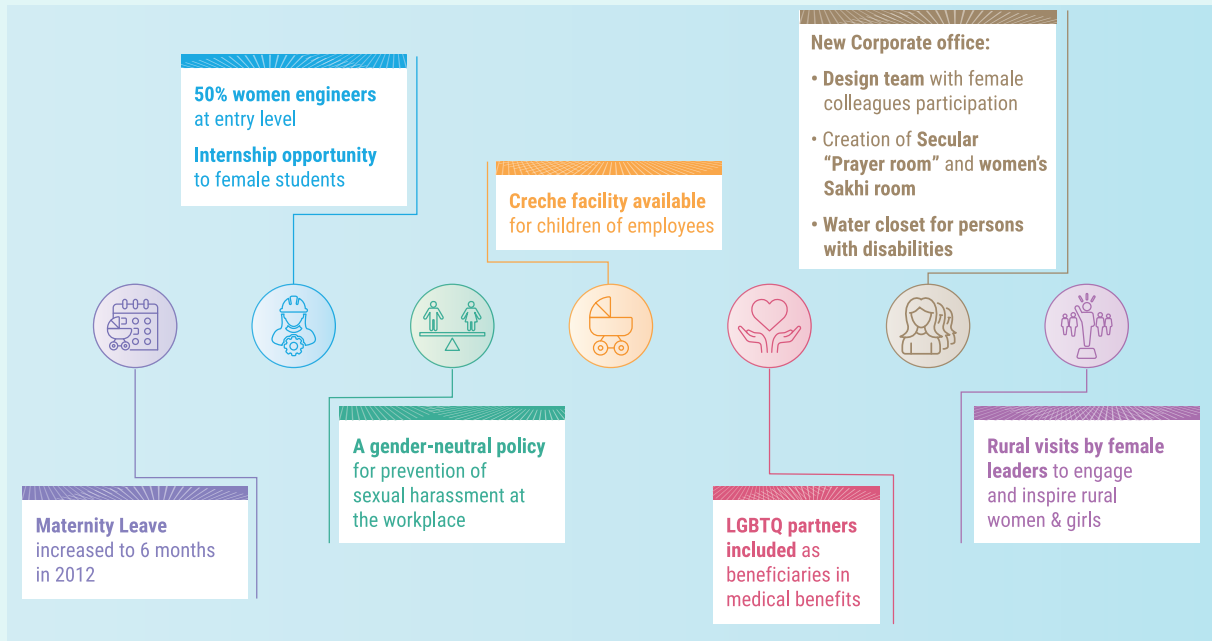 Maternity Leave
increased to 6 months
in 2012
50% women engineers
at entry level
Internship opportunity
to female students
A gender-neutral policy
for prevention of
sexual harassment at
the workplace
Creche facility available
for children of employees
LGBTQ partners
included as
beneficiaries in
medical benefits
New Corporate office:
• Design team with female
colleagues participation
• Creation of Secular
“Prayer room” and women’s
Sakhi room
• Water closet for persons
with disabilities
Rural visits by female
leaders to engage
and inspire rural
women & girls